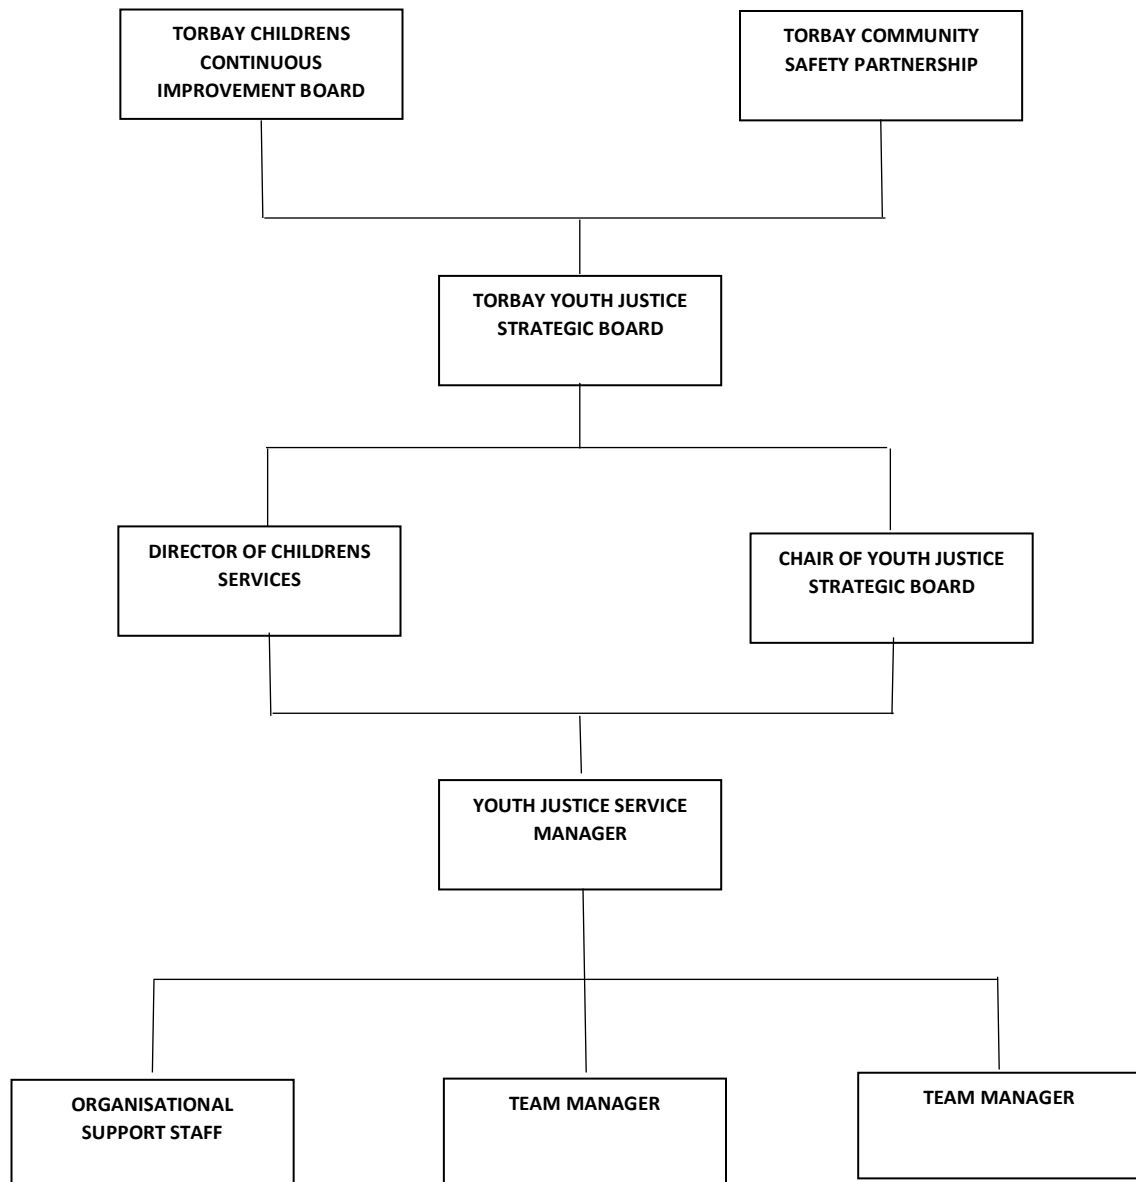 TORBAY CHILDRENS
CONTINUOUS
IMPROVEMENT BOARD
TORBAY COMMUNITY
SAFETY PARTNERSHIP
TORBAY YOUTH JUSTICE
STRATEGIC BOARD
DIRECTOR OF CHILDRENS
SERVICES
CHAIR OF YOUTH JUSTICE
STRATEGIC BOARD
YOUTH JUSTICE SERVICE
MANAGER
ORGANISATIONAL
SUPPORT STAFF
TEAM MANAGER
TEAM MANAGER